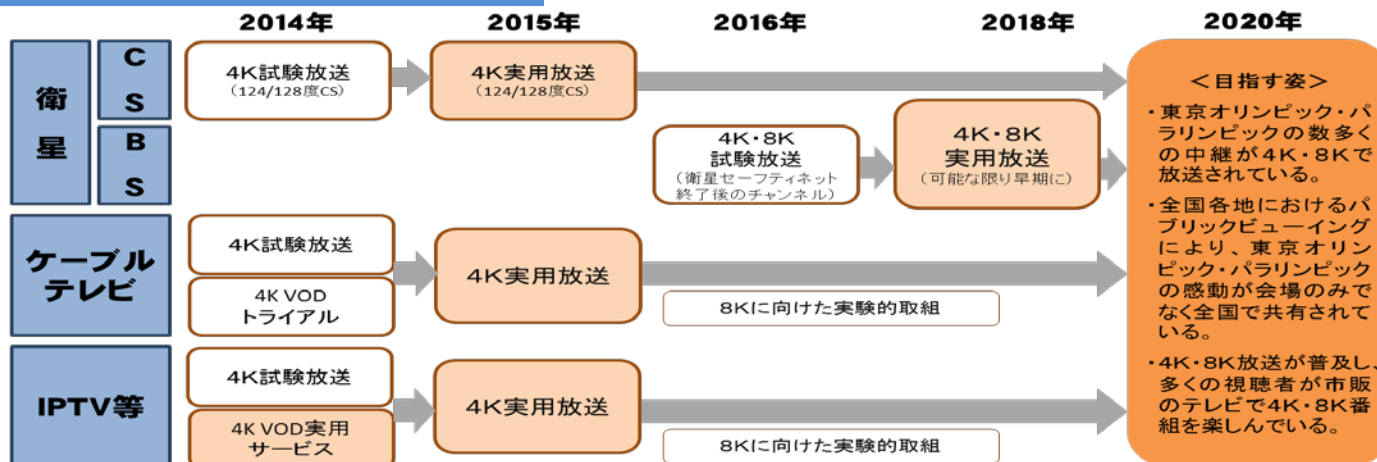 2014年
2015年
2016年
2018年
2020年
衛
星
C
S
B
S
4K試験放送
（124/128度CS）
4K実用放送
（124/128度CS）
4K・8K
試験放送
（衛星セーフティネット
終了後のチャンネル）
4K・8K
実用放送
（可能な限り早期に）
ケーブル
テレビ
4K試験放送
4K VOD
トライアル
4K実用放送
8Kに向けた実験的取組
IPTV等
4K試験放送
4K VOD実用
サービス
4K実用放送
8Kに向けた実験的取組
＜目指す姿＞
・東京オリンピック・パ
ラリンピックの数多く
の中継が4K・8Kで
放送されている。
・全国各地におけるパ
ブリックビューイング
により、東京オリン
ピック・パラリンピック
の感動が会場のみで
なく全国で共有されて
いる。
・4K・8K放送が普及し、
多くの視聴者が市販
のテレビで4K・8K番
組を楽しんでいる。